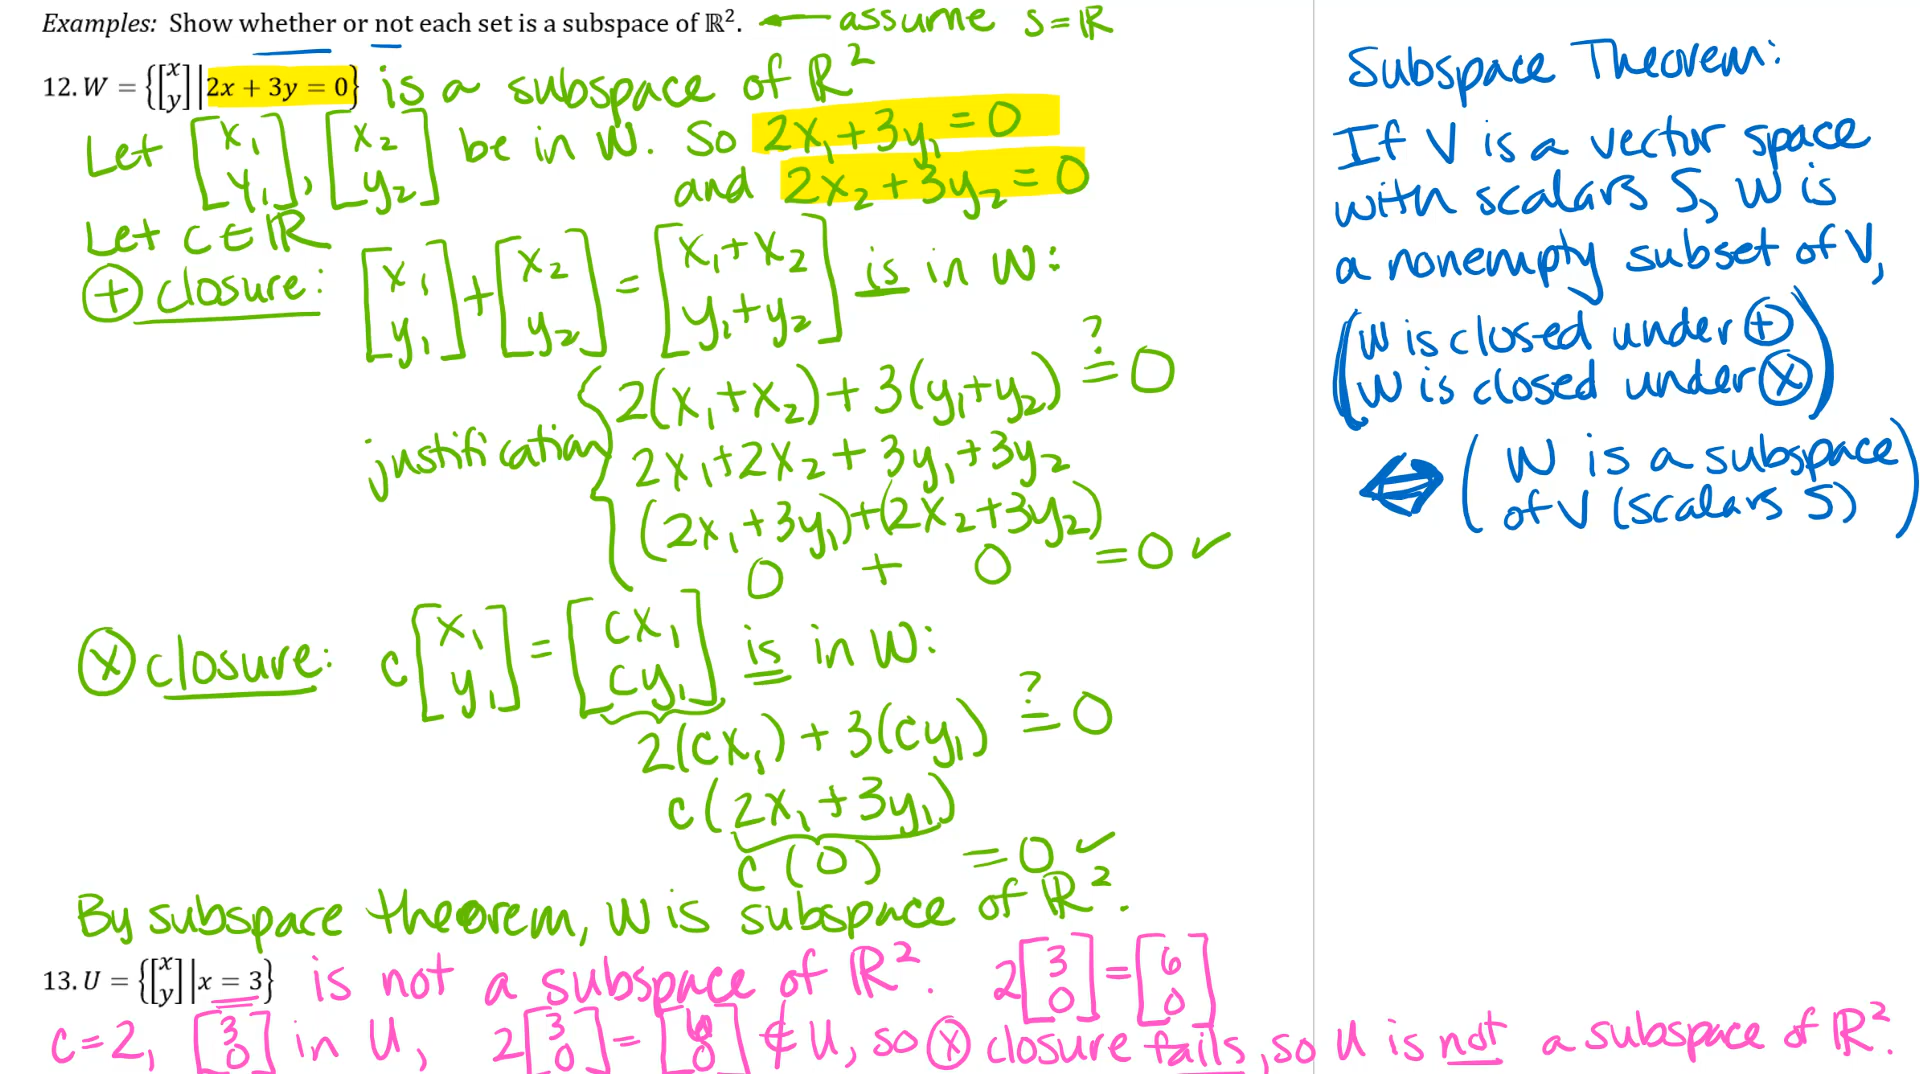 Examples: Show whether or not each set is a subspace of ℝ². ← assume S = ℝ
12. W = {[x y] | 2x + 3y = 0} is a subspace of ℝ²
Let [x₁ y₁], [x₂ y₂] be in W. So 2x₁ + 3y₁ = 0
and 2x₂ + 3y₂ = 0
Let c ∈ ℝ
⊕ closure: [x₁ y₁] + [x₂ y₂] = [x₁+x₂ y₁+y₂] is in W:
justification { 2(x₁+x₂) + 3(y₁+y₂) ≟ 0
2x₁+2x₂ + 3y₁+3y₂
(2x₁+3y₁)+(2x₂+3y₂)
0 + 0 = 0 ✓
ⓧ closure: c[x₁ y₁] = [cx₁ cy₁] is in W:
2(cx₁) + 3(cy₁) ≟ 0
c(2x₁+3y₁)
c(0) = 0 ✓
By subspace theorem, W is subspace of ℝ².
13. U = {[x y] | x = 3} is not a subspace of ℝ². 2[3 0] = [6 0]
c=2, [3 0] in U, 2[3 0] = [6 0] ∉ U, so ⓧ closure fails, so U is not a subspace of ℝ².
Subspace Theorem:
If V is a vector space
with scalars S, W is
a nonempty subset of V,
(W is closed under ⊕
W is closed under ⓧ)
⇔ (W is a subspace
of V (scalars S))